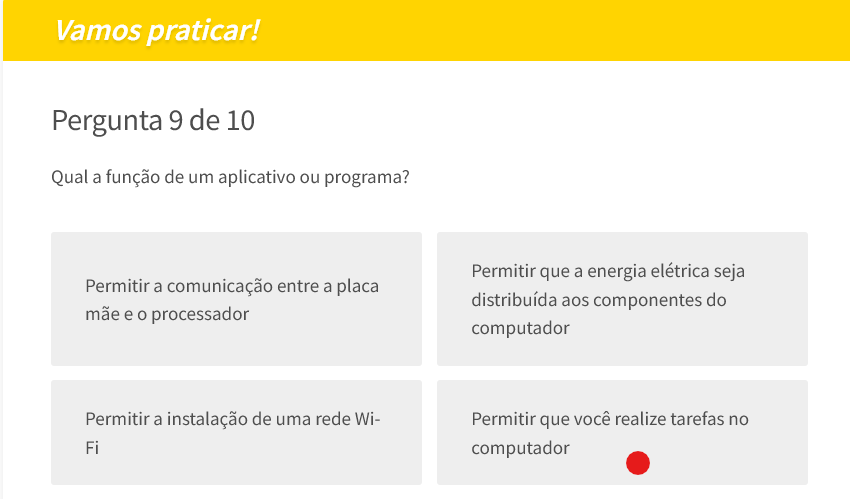 Vamos praticar!
Pergunta 9 de 10
Qual a função de um aplicativo ou programa?
Permitir a comunicação entre a placa
mãe e o processador
Permitir que a energia elétrica seja
distribuída aos componentes do
computador
Permitir a instalação de uma rede Wi-
Fi
Permitir que você realize tarefas no
computador